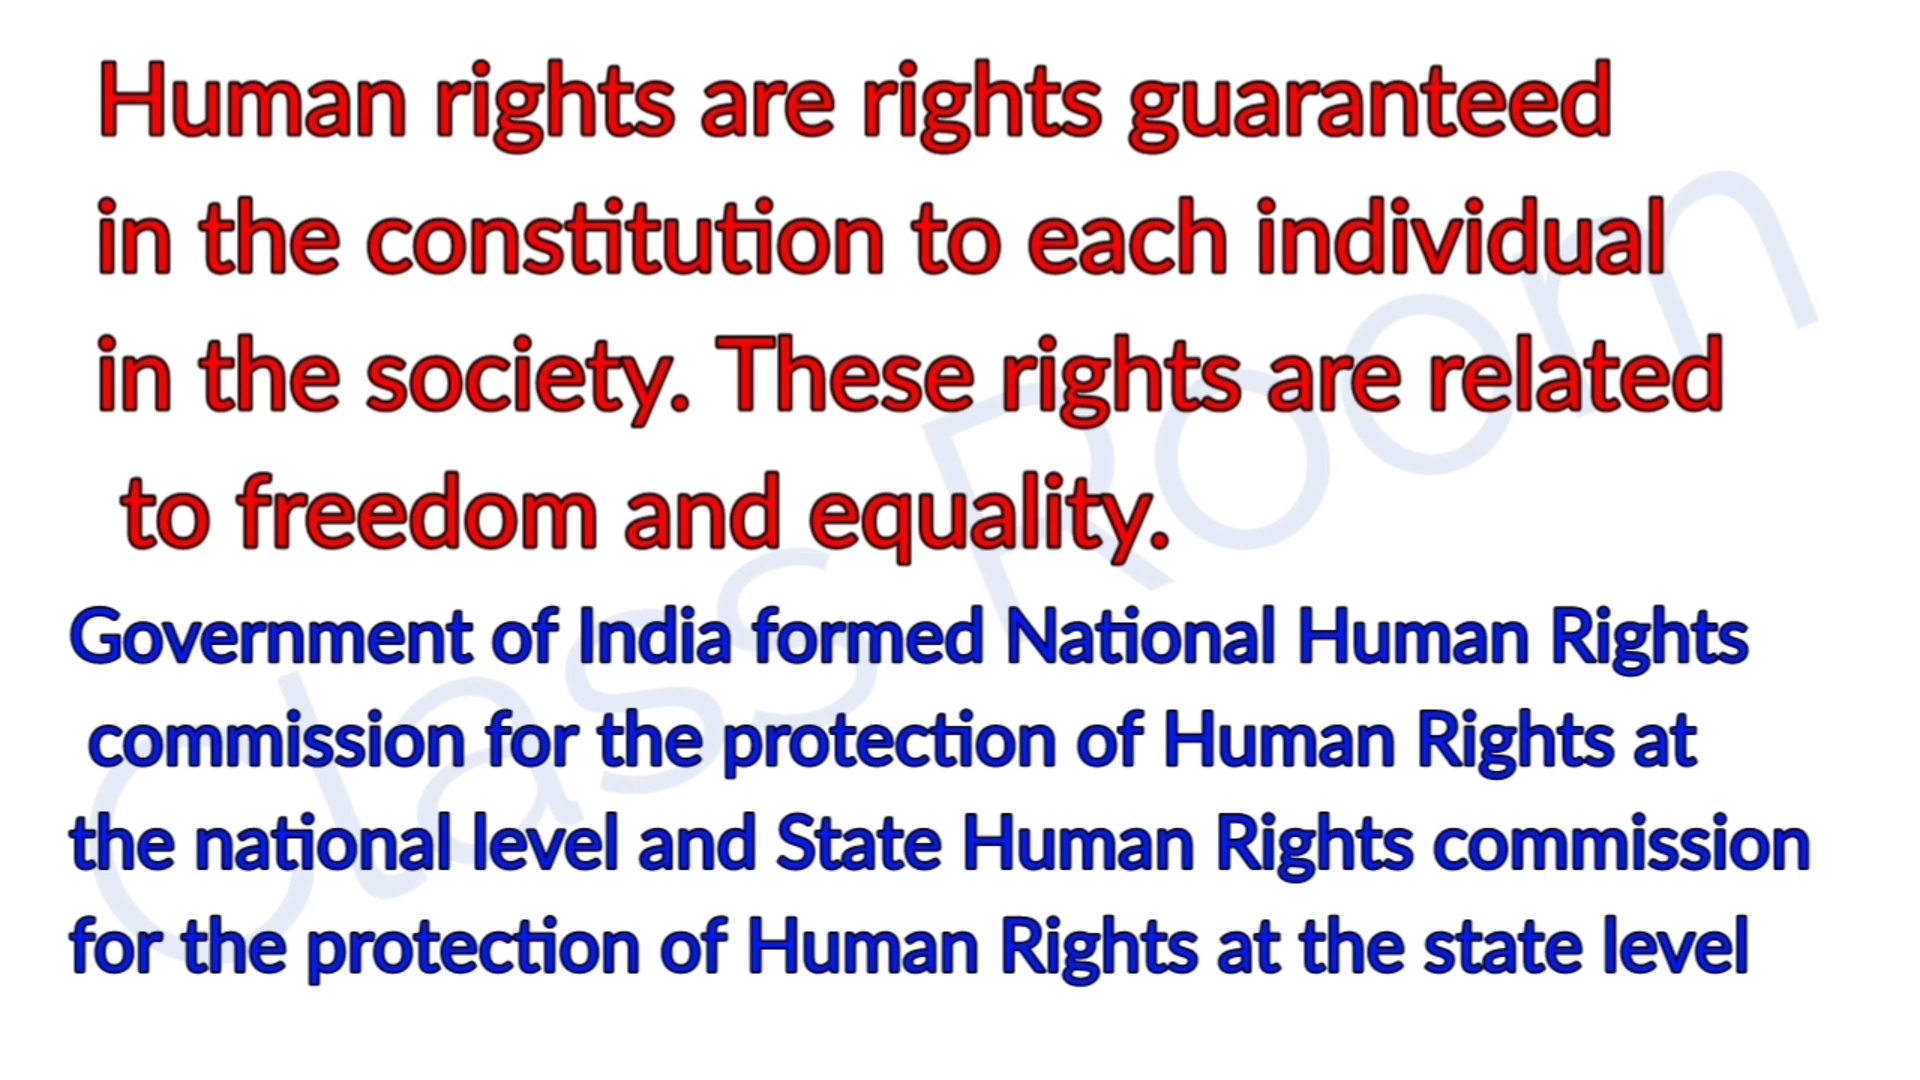 Human rights are rights guaranteed
in the constitution to each individual
in the society. These rights are related
to freedom and equality.
Government of India formed National Human Rights
commission for the protection of Human Rights at
the national level and State Human Rights commission
for the protection of Human Rights at the state level
Class Room